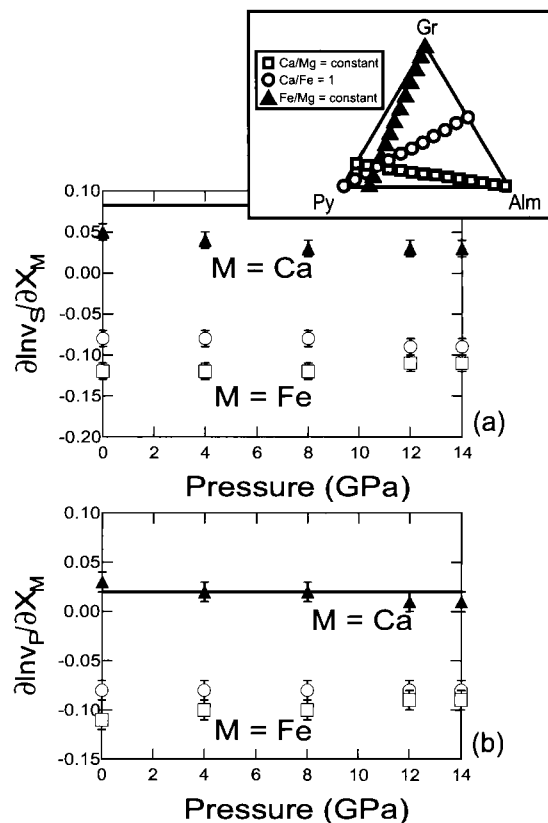 Gr
Ca/Mg = constant
Ca/Fe = 1
Fe/Mg = constant
Py
Alm
0.10
0.05
0.00
-0.05
-0.10
-0.15
-0.20
∂lnv_S/∂X_M
M = Ca
M = Fe
(a)
0 2 4 6 8 10 12 14
Pressure (GPa)
0.10
0.05
0.00
-0.05
-0.10
-0.15
∂lnv_P/∂X_M
M = Ca
M = Fe
(b)
0 2 4 6 8 10 12 14
Pressure (GPa)